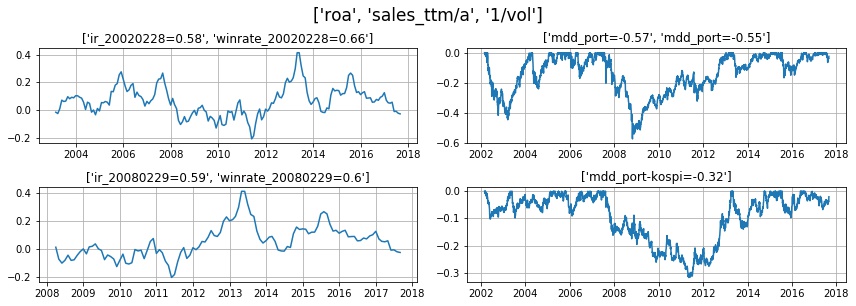 ['roa', 'sales_ttm/a', '1/vol']
['ir_20020228=0.58', 'winrate_20020228=0.66']
0.4
0.2
0.0
−0.2
2004 2006 2008 2010 2012 2014 2016 2018
['mdd_port=-0.57', 'mdd_port=-0.55']
0.0
−0.2
−0.4
−0.6
2002 2004 2006 2008 2010 2012 2014 2016 2018
['ir_20080229=0.59', 'winrate_20080229=0.6']
0.4
0.2
0.0
−0.2
2008 2009 2010 2011 2012 2013 2014 2015 2016 2017 2018
['mdd_port-kospi=-0.32']
0.0
−0.1
−0.2
−0.3
2002 2004 2006 2008 2010 2012 2014 2016 2018